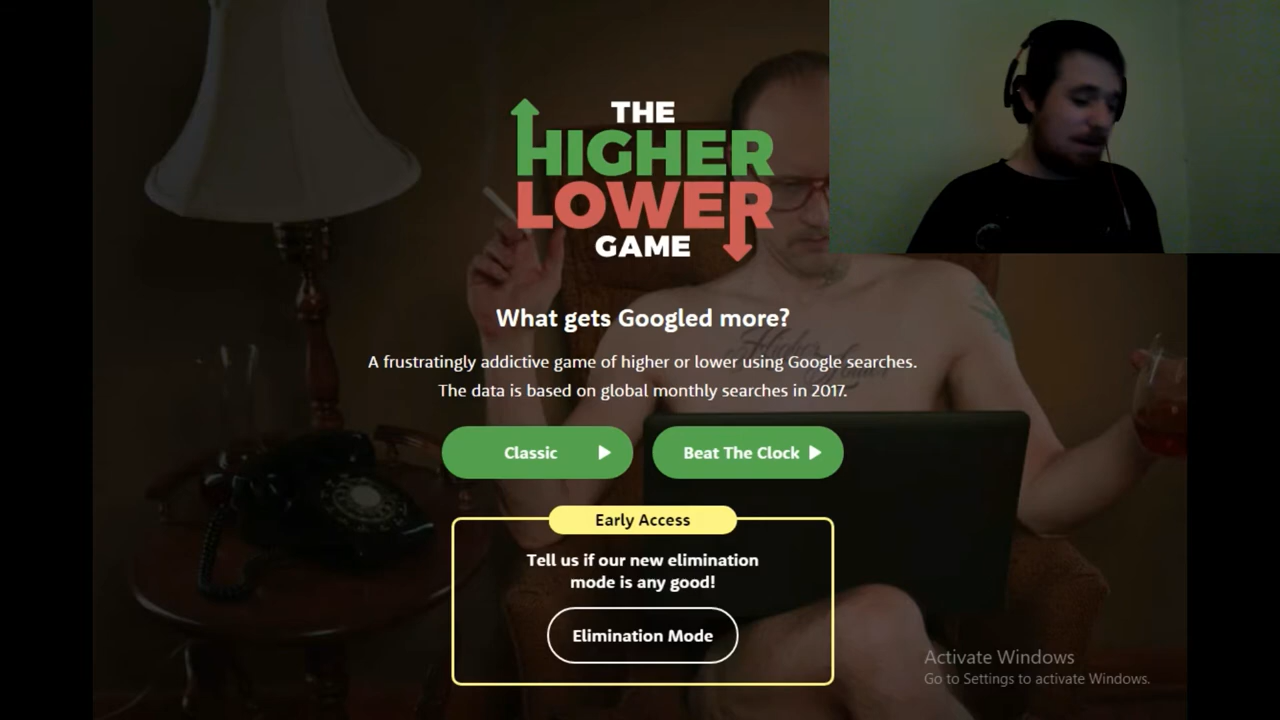 THE
HIGHER
LOWER
GAME
What gets Googled more?
A frustratingly addictive game of higher or lower using Google searches.
The data is based on global monthly searches in 2017.
Classic
Beat The Clock
Early Access
Tell us if our new elimination
mode is any good!
Elimination Mode
Activate Windows
Go to Settings to activate Windows.